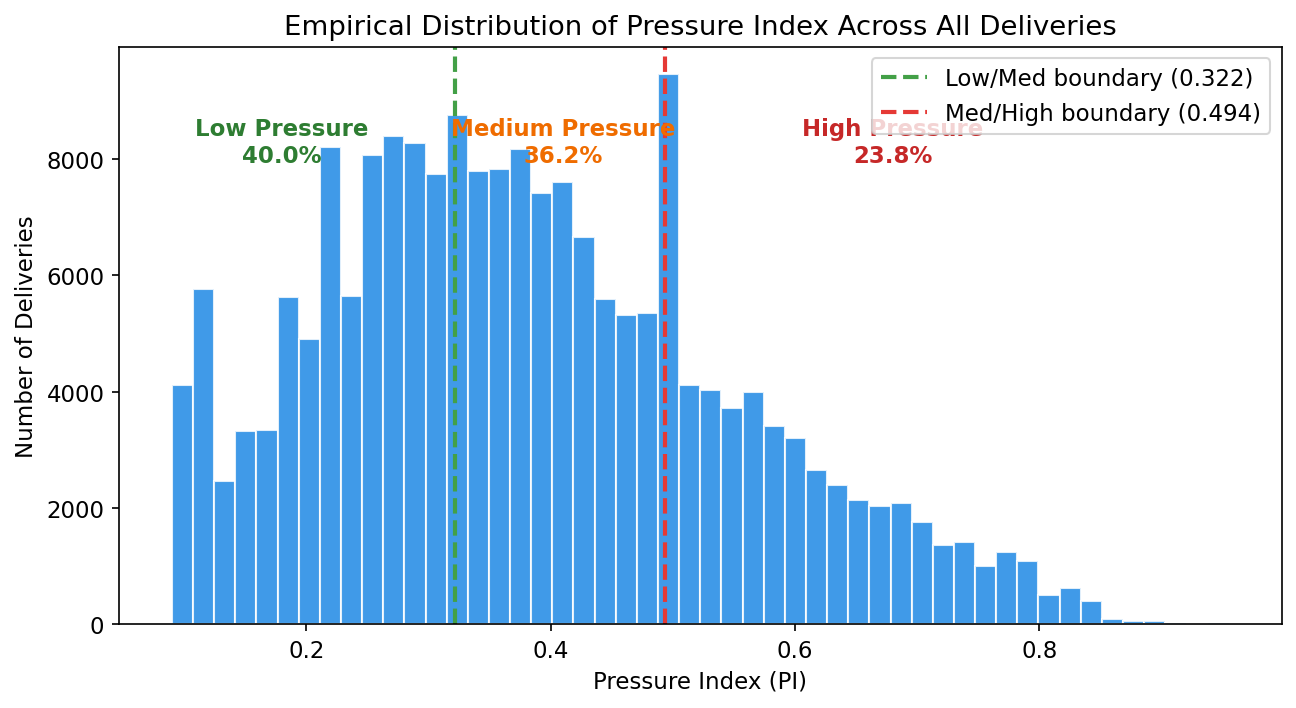 Empirical Distribution of Pressure Index Across All Deliveries
Low/Med boundary (0.322)
Med/High boundary (0.494)
Low Pressure
40.0%
Medium Pressure
36.2%
High Pressure
23.8%
Number of Deliveries
8000
6000
4000
2000
0
0.2
0.4
0.6
0.8
Pressure Index (PI)